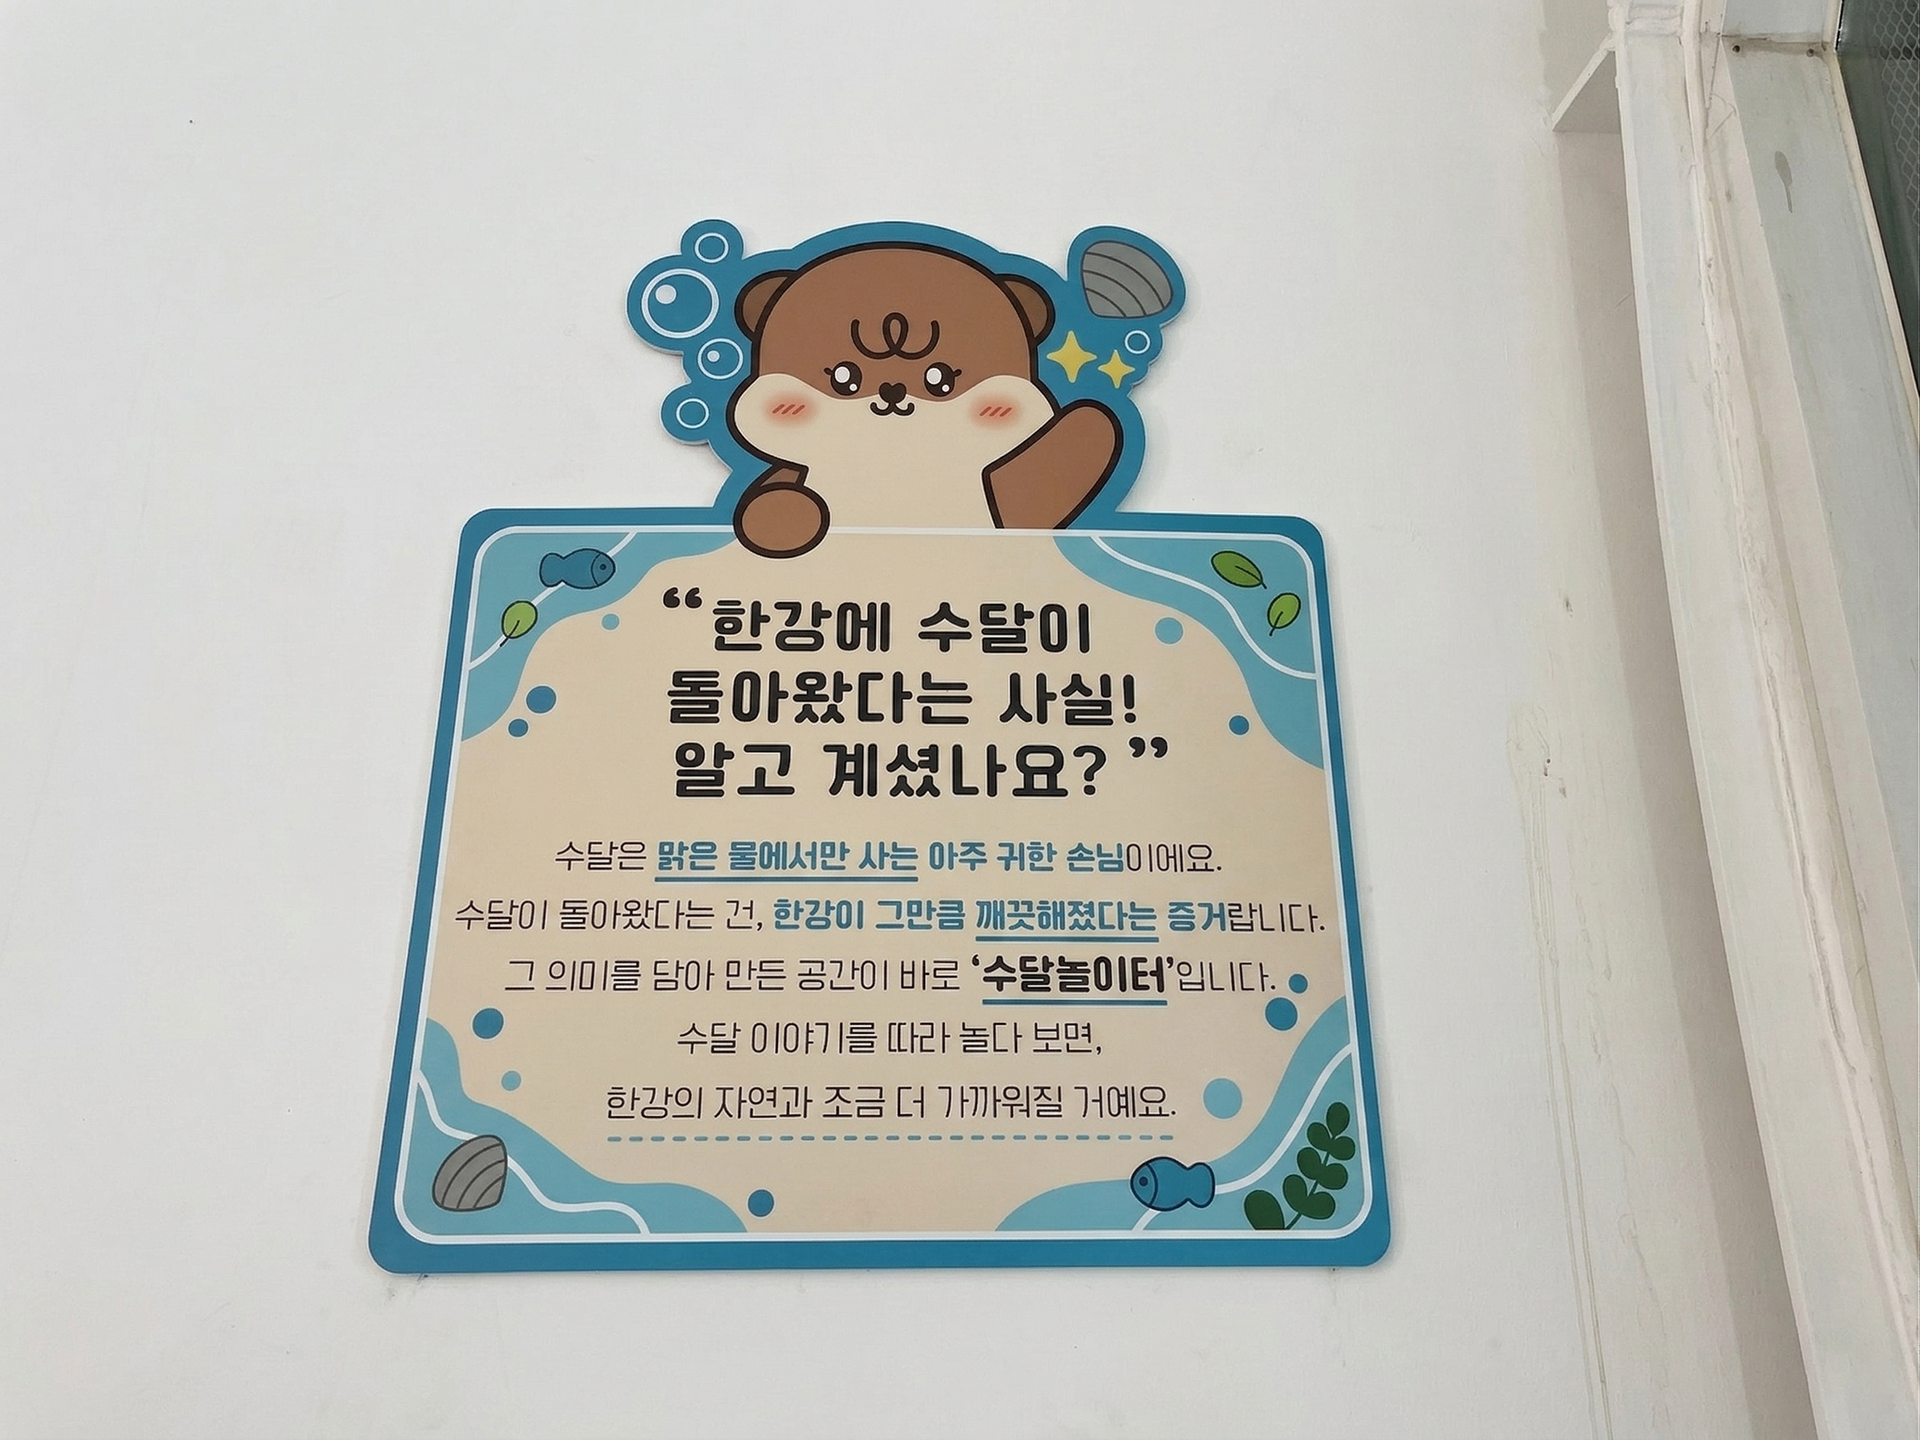 “한강에 수달이
돌아왔다는 사실!
알고 계셨나요?”
수달은 맑은 물에서만 사는 아주 귀한 손님이에요.
수달이 돌아왔다는 건, 한강이 그만큼 깨끗해졌다는 증거랍니다.
그 의미를 담아 만든 공간이 바로 ‘수달놀이터’입니다.
수달 이야기를 따라 놀다 보면,
한강의 자연과 조금 더 가까워질 거예요.